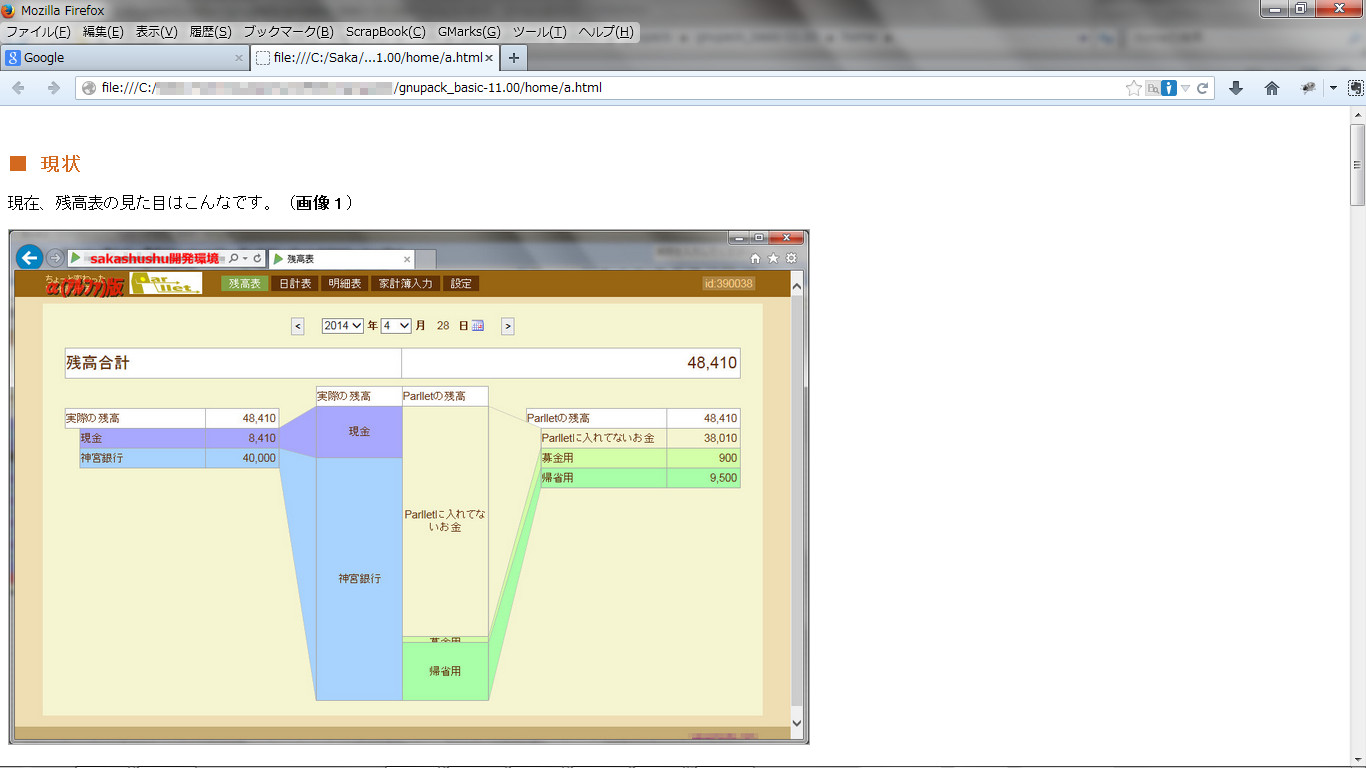 Mozilla Firefox
ファイル(F) 編集(E) 表示(V) 履歴(S) ブックマーク(B) ScrapBook(C) GMarks(G) ツール(T) ヘルプ(H)
Google
file:///C:/Saka/...1.00/home/a.html
file:///C:/
/gnupack_basic-11.00/home/a.html
■ 現状
現在、残高表の見た目はこんなです。（画像１）
sakashushu開発環境
残高表
ちょーっとかわった
α(アルファ)版
Parllet
残高表 日計表 明細表 家計簿入力 設定
id:390038
< 2014 年 4 月 28 日 >
残高合計 48,410
実際の残高 Parlletの残高
実際の残高 48,410
現金 8,410
神宮銀行 40,000
現金
神宮銀行
Parlletに入れてな
いお金
募金用
帰省用
Parlletの残高 48,410
Parlletに入れてないお金 38,010
募金用 900
帰省用 9,500